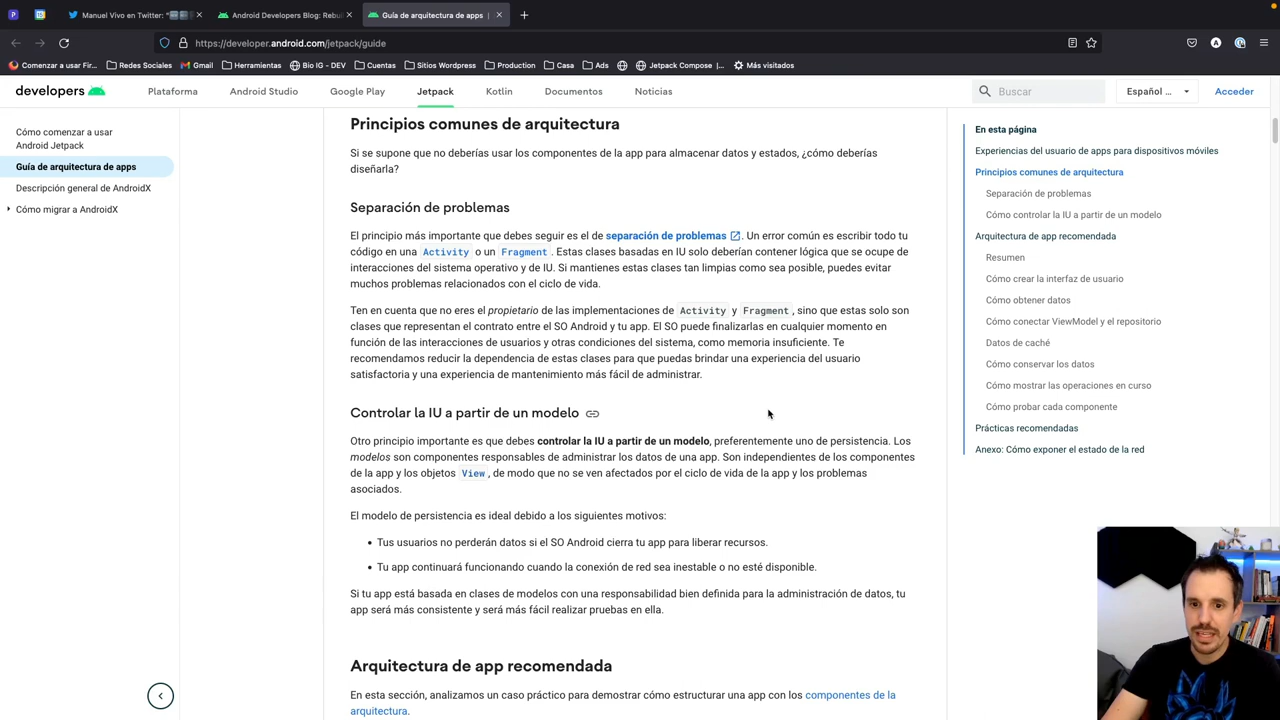 Manuel Vivo en Twitter: "
Android Developers Blog: Rebui
Guía de arquitectura de apps
https://developer.android.com/jetpack/guide
Comenzar a usar Fir...
Redes Sociales
Gmail
Herramientas
Bio IG - DEV
Cuentas
Sitios Wordpress
Production
Casa
Ads
Jetpack Compose |...
Más visitados
developers
Plataforma
Android Studio
Google Play
Jetpack
Kotlin
Documentos
Noticias
Buscar
Español ...
Acceder
Cómo comenzar a usar
Android Jetpack
Guía de arquitectura de apps
Descripción general de AndroidX
Cómo migrar a AndroidX
Principios comunes de arquitectura
Si se supone que no deberías usar los componentes de la app para almacenar datos y estados, ¿cómo deberías
diseñarla?
Separación de problemas
El principio más importante que debes seguir es el de separación de problemas. Un error común es escribir todo tu
código en una Activity o un Fragment. Estas clases basadas en IU solo deberían contener lógica que se ocupe de
interacciones del sistema operativo y de IU. Si mantienes estas clases tan limpias como sea posible, puedes evitar
muchos problemas relacionados con el ciclo de vida.
Ten en cuenta que no eres el propietario de las implementaciones de Activity y Fragment, sino que estas solo son
clases que representan el contrato entre el SO Android y tu app. El SO puede finalizarlas en cualquier momento en
función de las interacciones de usuarios y otras condiciones del sistema, como memoria insuficiente. Te
recomendamos reducir la dependencia de estas clases para que puedas brindar una experiencia del usuario
satisfactoria y una experiencia de mantenimiento más fácil de administrar.
Controlar la IU a partir de un modelo
Otro principio importante es que debes controlar la IU a partir de un modelo, preferentemente uno de persistencia. Los
modelos son componentes responsables de administrar los datos de una app. Son independientes de los componentes
de la app y los objetos View, de modo que no se ven afectados por el ciclo de vida de la app y los problemas
asociados.
El modelo de persistencia es ideal debido a los siguientes motivos:
• Tus usuarios no perderán datos si el SO Android cierra tu app para liberar recursos.
• Tu app continuará funcionando cuando la conexión de red sea inestable o no esté disponible.
Si tu app está basada en clases de modelos con una responsabilidad bien definida para la administración de datos, tu
app será más consistente y será más fácil realizar pruebas en ella.
Arquitectura de app recomendada
En esta sección, analizamos un caso práctico para demostrar cómo estructurar una app con los componentes de la
arquitectura.
En esta página
Experiencias del usuario de apps para dispositivos móviles
Principios comunes de arquitectura
Separación de problemas
Cómo controlar la IU a partir de un modelo
Arquitectura de app recomendada
Resumen
Cómo crear la interfaz de usuario
Cómo obtener datos
Cómo conectar ViewModel y el repositorio
Datos de caché
Cómo conservar los datos
Cómo mostrar las operaciones en curso
Cómo probar cada componente
Prácticas recomendadas
Anexo: Cómo exponer el estado de la red